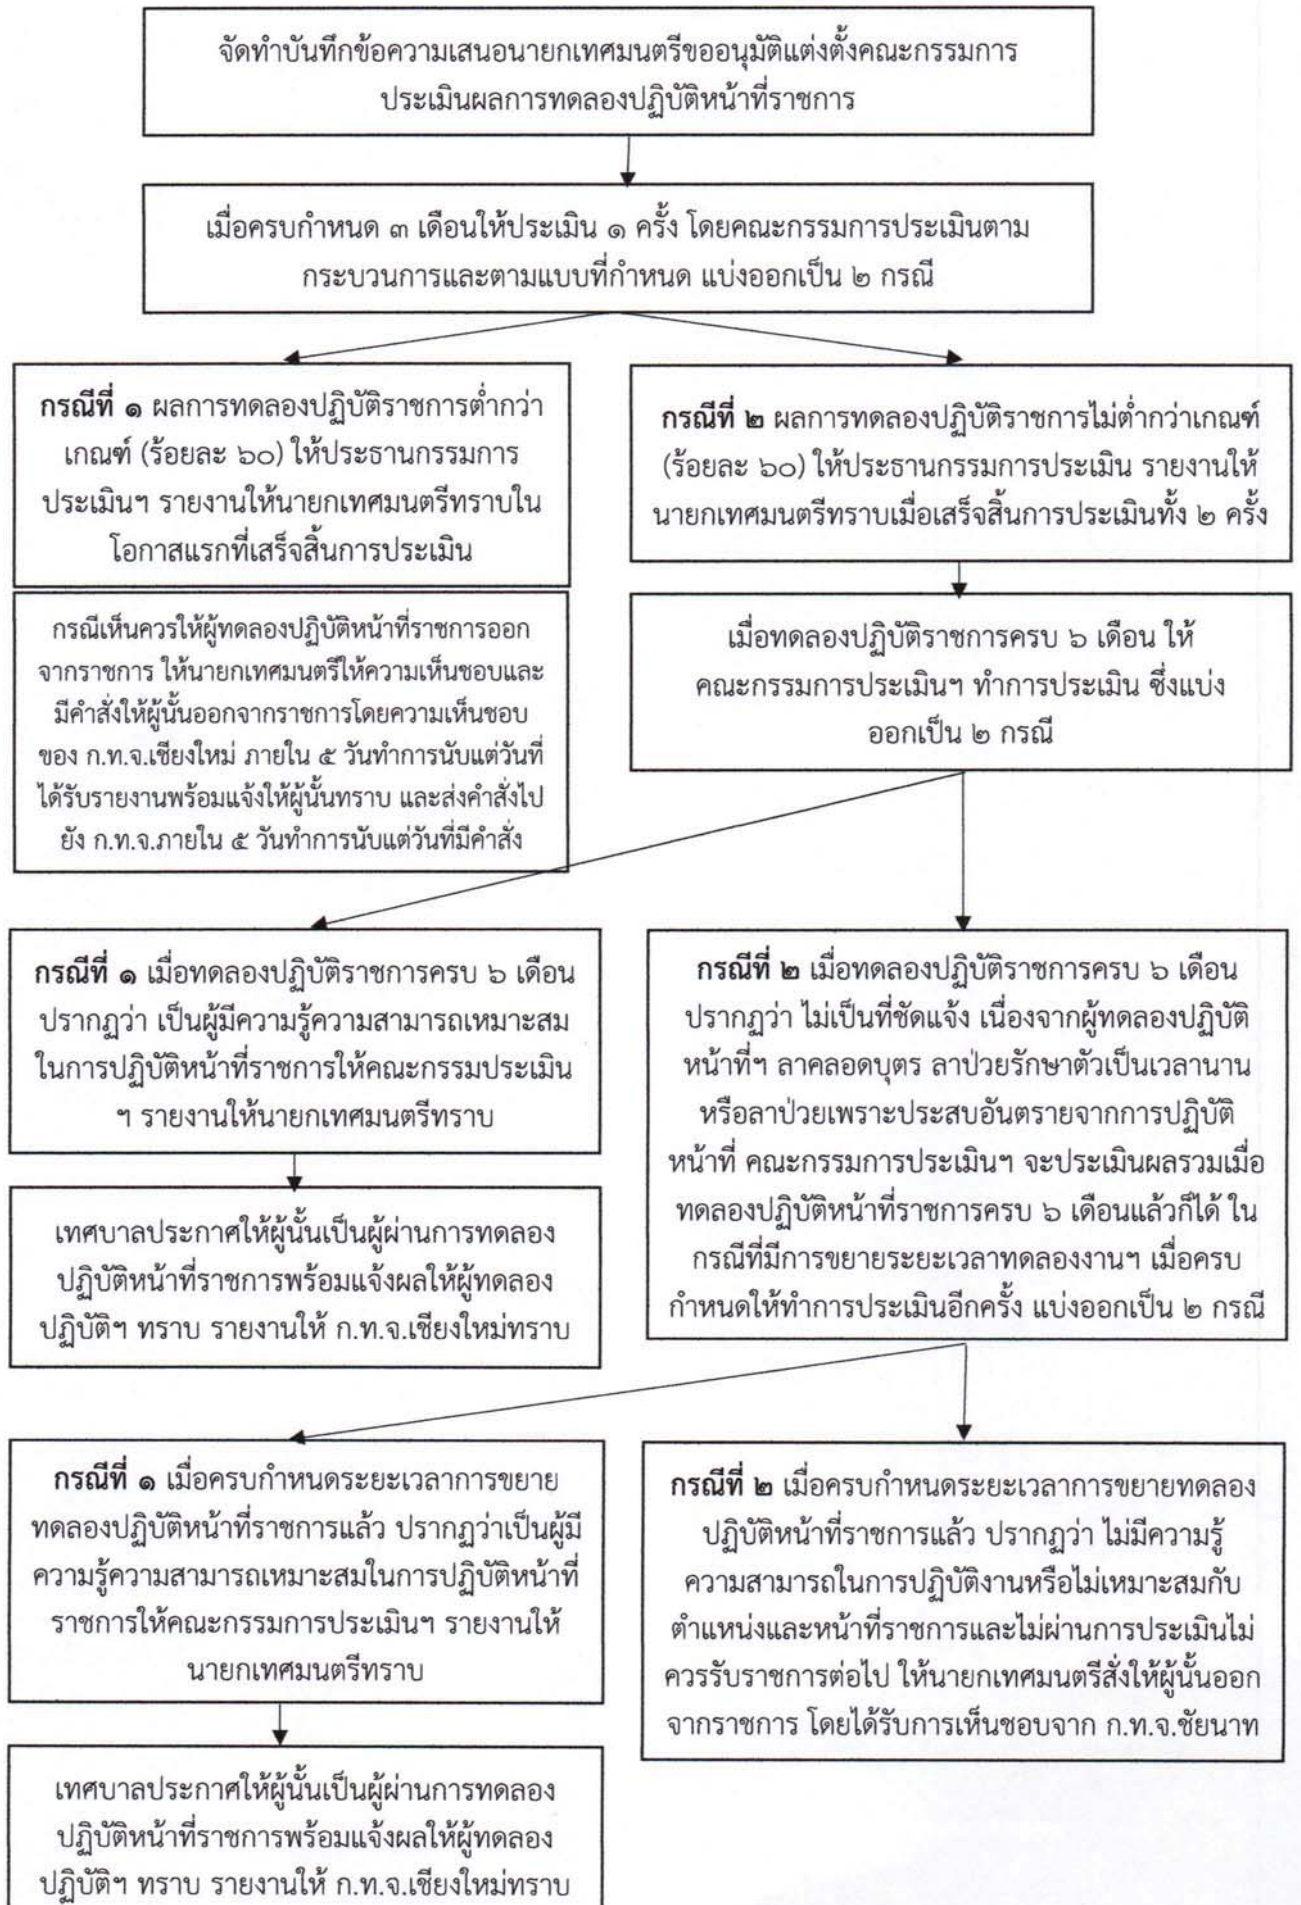 จัดทำบันทึกข้อความเสนอนายกเทศมนตรีขออนุมัติแต่งตั้งคณะกรรมการ
ประเมินผลการทดลองปฏิบัติหน้าที่ราชการ
เมื่อครบกำหนด ๓ เดือนให้ประเมิน ๑ ครั้ง โดยคณะกรรมการประเมินตาม
กระบวนการและตามแบบที่กำหนด แบ่งออกเป็น ๒ กรณี
กรณีที่ ๑ ผลการทดลองปฏิบัติราชการต่ำกว่า
เกณฑ์ (ร้อยละ ๖๐) ให้ประธานกรรมการ
ประเมินฯ รายงานให้นายกเทศมนตรีทราบใน
โอกาสแรกที่เสร็จสิ้นการประเมิน
กรณีเห็นควรให้ผู้ทดลองปฏิบัติหน้าที่ราชการออก
จากราชการ ให้นายกเทศมนตรีให้ความเห็นชอบและ
มีคำสั่งให้ผู้นั้นออกจากราชการโดยความเห็นชอบ
ของ ก.ท.จ.เชียงใหม่ ภายใน ๕ วันทำการนับแต่วันที่
ได้รับรายงานพร้อมแจ้งให้ผู้นั้นทราบ และส่งคำสั่งไป
ยัง ก.ท.จ.ภายใน ๕ วันทำการนับแต่วันที่มีคำสั่ง
กรณีที่ ๒ ผลการทดลองปฏิบัติราชการไม่ต่ำกว่าเกณฑ์
(ร้อยละ ๖๐) ให้ประธานกรรมการประเมิน รายงานให้
นายกเทศมนตรีทราบเมื่อเสร็จสิ้นการประเมินทั้ง ๒ ครั้ง
เมื่อทดลองปฏิบัติราชการครบ ๖ เดือน ให้
คณะกรรมการประเมินฯ ทำการประเมิน ซึ่งแบ่ง
ออกเป็น ๒ กรณี
กรณีที่ ๑ เมื่อทดลองปฏิบัติราชการครบ ๖ เดือน
ปรากฏว่า เป็นผู้มีความรู้ความสามารถเหมาะสม
ในการปฏิบัติหน้าที่ราชการให้คณะกรรมประเมิน
ฯ รายงานให้นายกเทศมนตรีทราบ
เทศบาลประกาศให้ผู้นั้นเป็นผู้ผ่านการทดลอง
ปฏิบัติหน้าที่ราชการพร้อมแจ้งผลให้ผู้ทดลอง
ปฏิบัติฯ ทราบ รายงานให้ ก.ท.จ.เชียงใหม่ทราบ
กรณีที่ ๒ เมื่อทดลองปฏิบัติราชการครบ ๖ เดือน
ปรากฏว่า ไม่เป็นที่ชัดแจ้ง เนื่องจากผู้ทดลองปฏิบัติ
หน้าที่ฯ ลาคลอดบุตร ลาป่วยรักษาตัวเป็นเวลานาน
หรือลาป่วยเพราะประสบอันตรายจากการปฏิบัติ
หน้าที่ คณะกรรมการประเมินฯ จะประเมินผลรวมเมื่อ
ทดลองปฏิบัติหน้าที่ราชการครบ ๖ เดือนแล้วก็ได้ ใน
กรณีที่มีการขยายระยะเวลาทดลองงานฯ เมื่อครบ
กำหนดให้ทำการประเมินอีกครั้ง แบ่งออกเป็น ๒ กรณี
กรณีที่ ๑ เมื่อครบกำหนดระยะเวลาการขยาย
ทดลองปฏิบัติหน้าที่ราชการแล้ว ปรากฏว่าเป็นผู้มี
ความรู้ความสามารถเหมาะสมในการปฏิบัติหน้าที่
ราชการให้คณะกรรมการประเมินฯ รายงานให้
นายกเทศมนตรีทราบ
เทศบาลประกาศให้ผู้นั้นเป็นผู้ผ่านการทดลอง
ปฏิบัติหน้าที่ราชการพร้อมแจ้งผลให้ผู้ทดลอง
ปฏิบัติฯ ทราบ รายงานให้ ก.ท.จ.เชียงใหม่ทราบ
กรณีที่ ๒ เมื่อครบกำหนดระยะเวลาการขยายทดลอง
ปฏิบัติหน้าที่ราชการแล้ว ปรากฏว่า ไม่มีความรู้
ความสามารถในการปฏิบัติงานหรือไม่เหมาะสมกับ
ตำแหน่งและหน้าที่ราชการและไม่ผ่านการประเมินไม่
ควรรับราชการต่อไป ให้นายกเทศมนตรีสั่งให้ผู้นั้นออก
จากราชการ โดยได้รับการเห็นชอบจาก ก.ท.จ.ชัยนาท